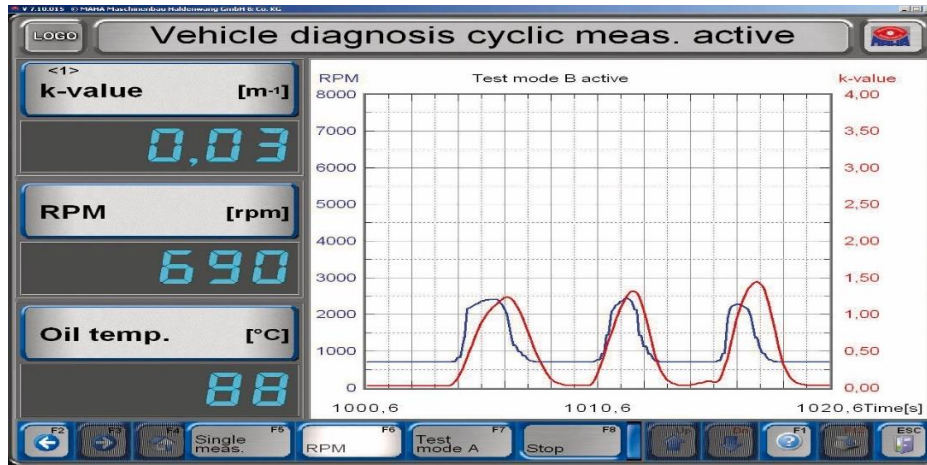 V 7.10.015 © MAHA Maschinenbau Haldenwang GmbH & Co. KG
LOGO
Vehicle diagnosis cyclic meas. active
MAHA
<1>
k-value [m-1]
0,03
RPM [rpm]
690
Oil temp. [°C]
88
RPM Test mode B active k-value
8000 4,00
7000 3,50
6000 3,00
5000 2,50
4000 2,00
3000 1,50
2000 1,00
1000 0,50
0 0,00
1000,6 1010,6 1020,6Time[s]
F2
F3
F4
F5
Single
meas.
F6
RPM
F7
Test
mode A
F8
Stop
F1
ESC